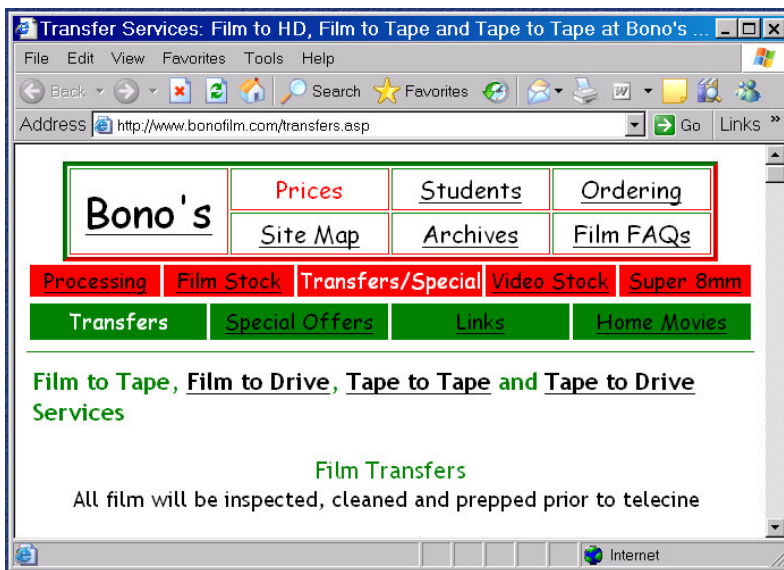 Transfer Services: Film to HD, Film to Tape and Tape to Tape at Bono's ...
File Edit View Favorites Tools Help
Back Search Favorites
Address http://www.bonofilm.com/transfers.asp Go Links »
Bono's
Prices Students Ordering
Site Map Archives Film FAQs
Processing Film Stock Transfers/Special Video Stock Super 8mm
Transfers Special Offers Links Home Movies
Film to Tape, Film to Drive, Tape to Tape and Tape to Drive
Services
Film Transfers
All film will be inspected, cleaned and prepped prior to telecine
Internet